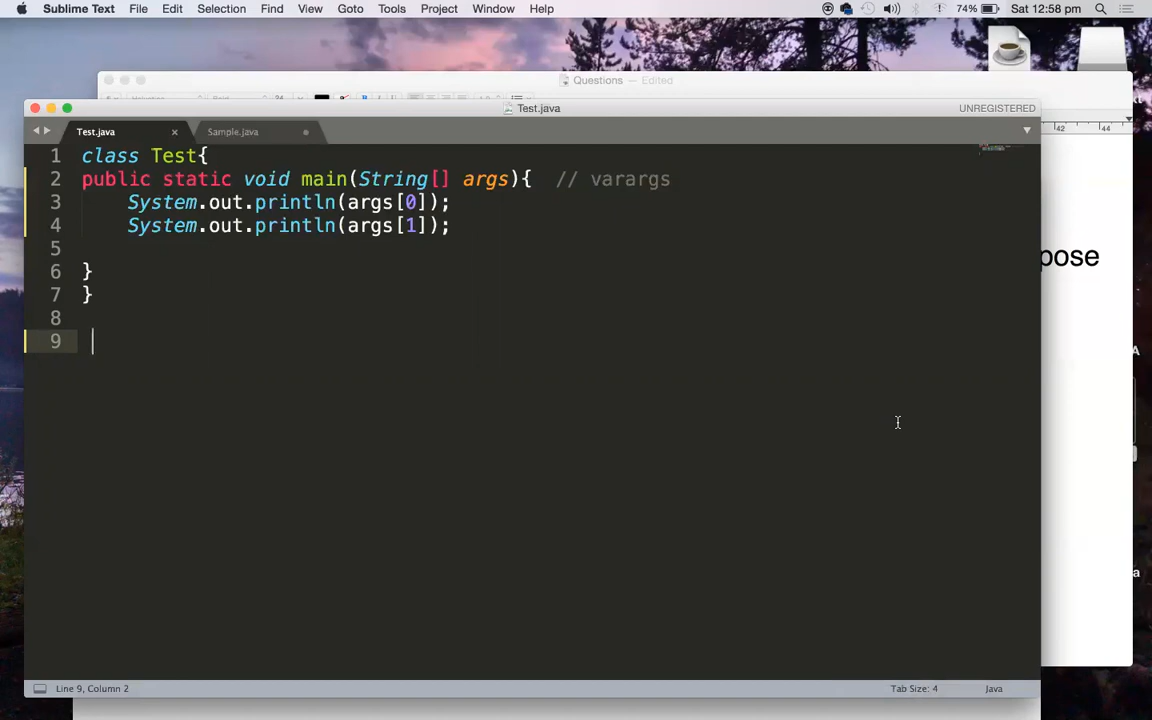 Sublime Text File Edit Selection Find View Goto Tools Project Window Help 74% Sat 12:58 pm
Questions — Edited
Test.java UNREGISTERED
42 44
Test.java × Sample.java
1 class Test{
2 public static void main(String[] args){ // varargs
3 System.out.println(args[0]);
4 System.out.println(args[1]);
5
6 }
7 }
8
9
pose
A
a
Line 9, Column 2 Tab Size: 4 Java